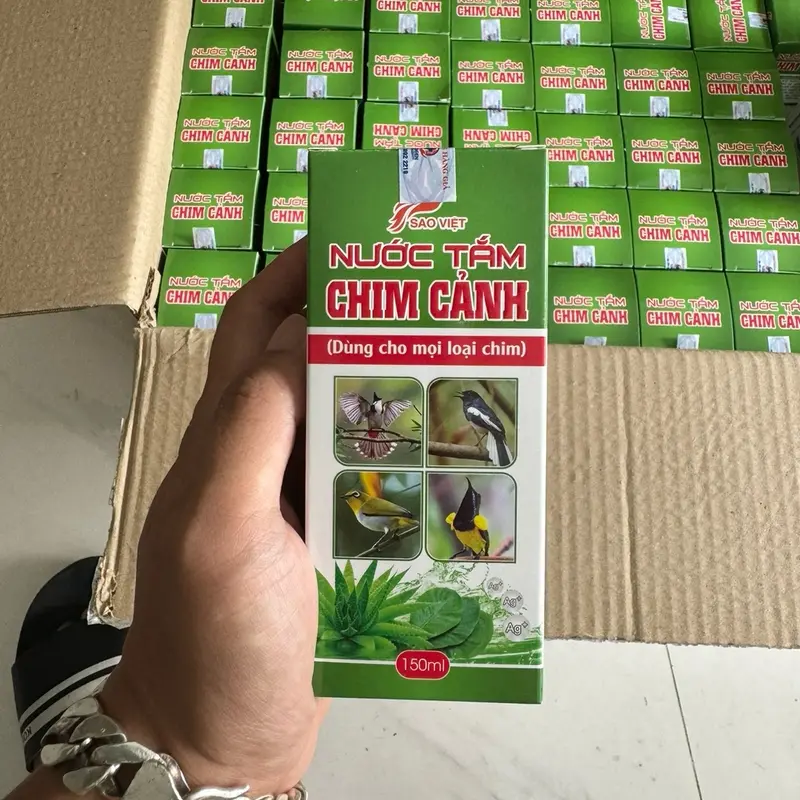 NƯỚC TẮM
CHIM CẢNH
SAO VIỆT
NƯỚC TẮM
CHIM CẢNH
(Dùng cho mọi loại chim)
Ag+
Ag+
Ag+
150ml